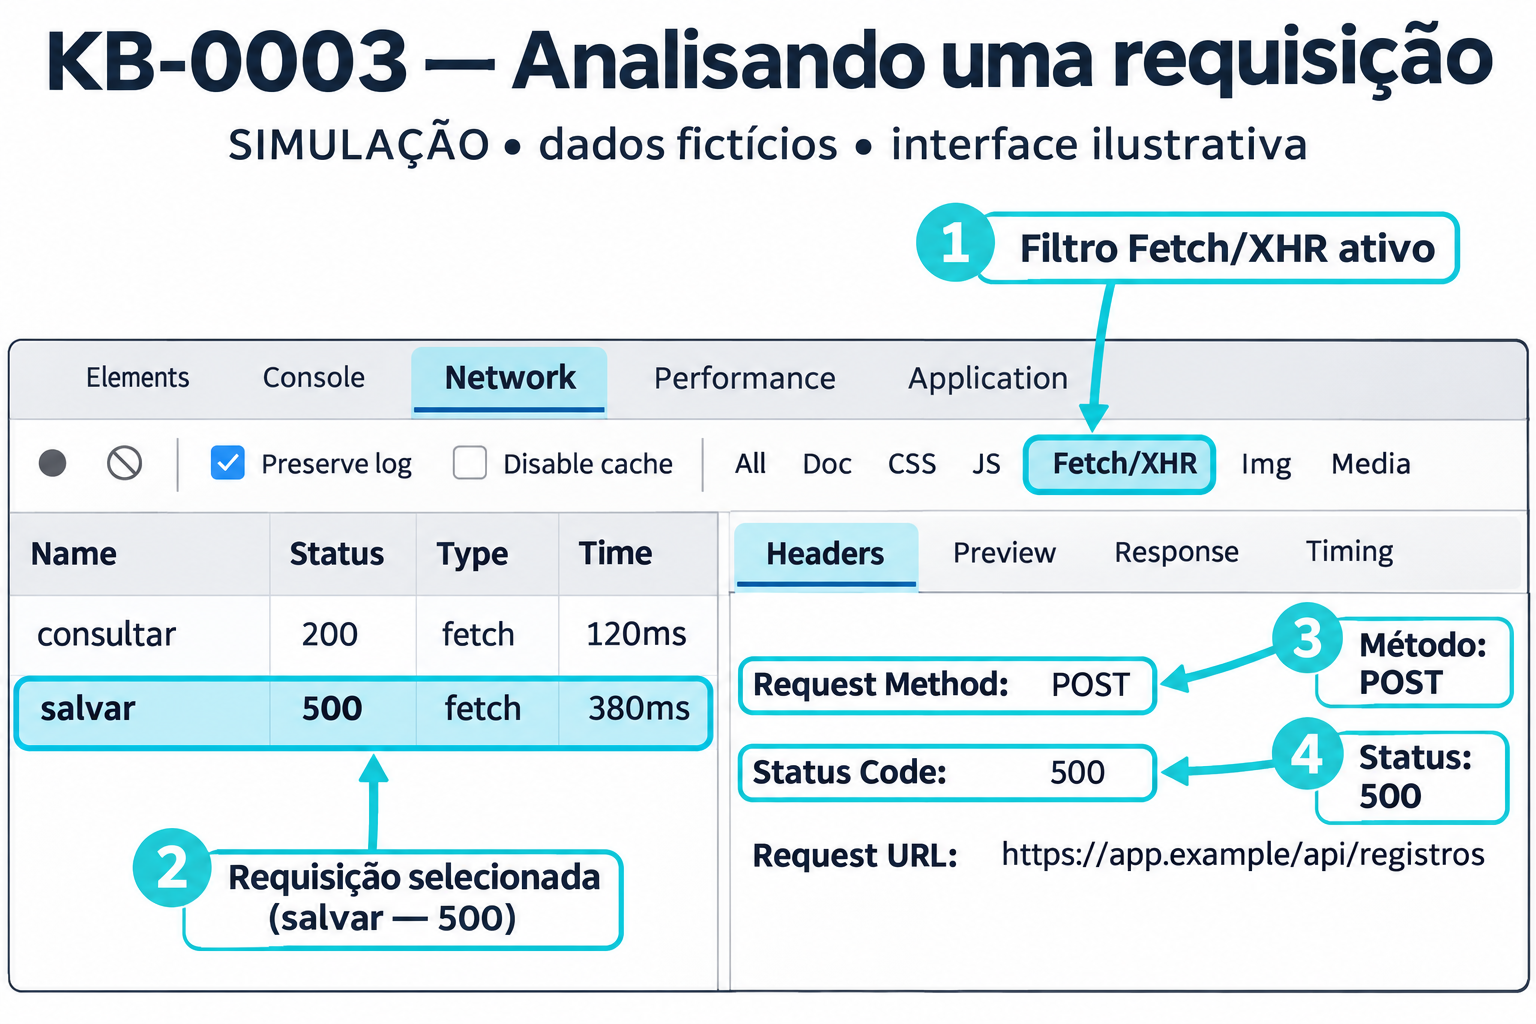 KB-0003 — Analisando uma requisição
SIMULAÇÃO • dados fictícios • interface ilustrativa
1 Filtro Fetch/XHR ativo
Elements Console Network Performance Application
Preserve log Disable cache All Doc CSS JS Fetch/XHR Img Media
Name Status Type Time
consultar 200 fetch 120ms
salvar 500 fetch 380ms
2 Requisição selecionada
(salvar — 500)
Headers Preview Response Timing
Request Method: POST
3 Método:
POST
Status Code: 500
4 Status:
500
Request URL: https://app.example/api/registros